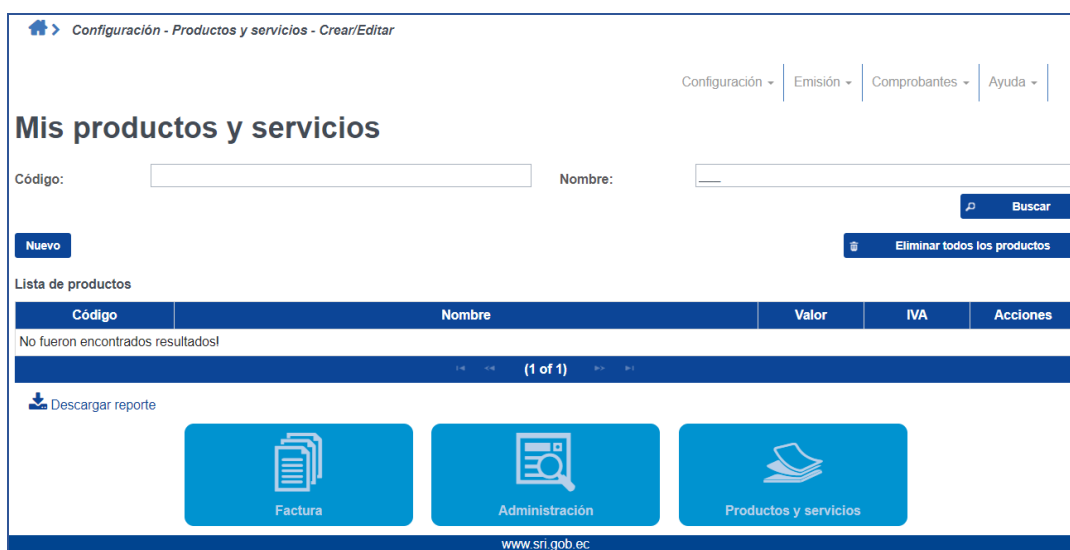 Configuración - Productos y servicios - Crear/Editar
Configuración Emisión Comprobantes Ayuda
Mis productos y servicios
Código: Nombre:
Buscar
Nuevo Eliminar todos los productos
Lista de productos
Código Nombre Valor IVA Acciones
No fueron encontrados resultados!
(1 of 1)
Descargar reporte
Factura Administración Productos y servicios
www.sri.gob.ec